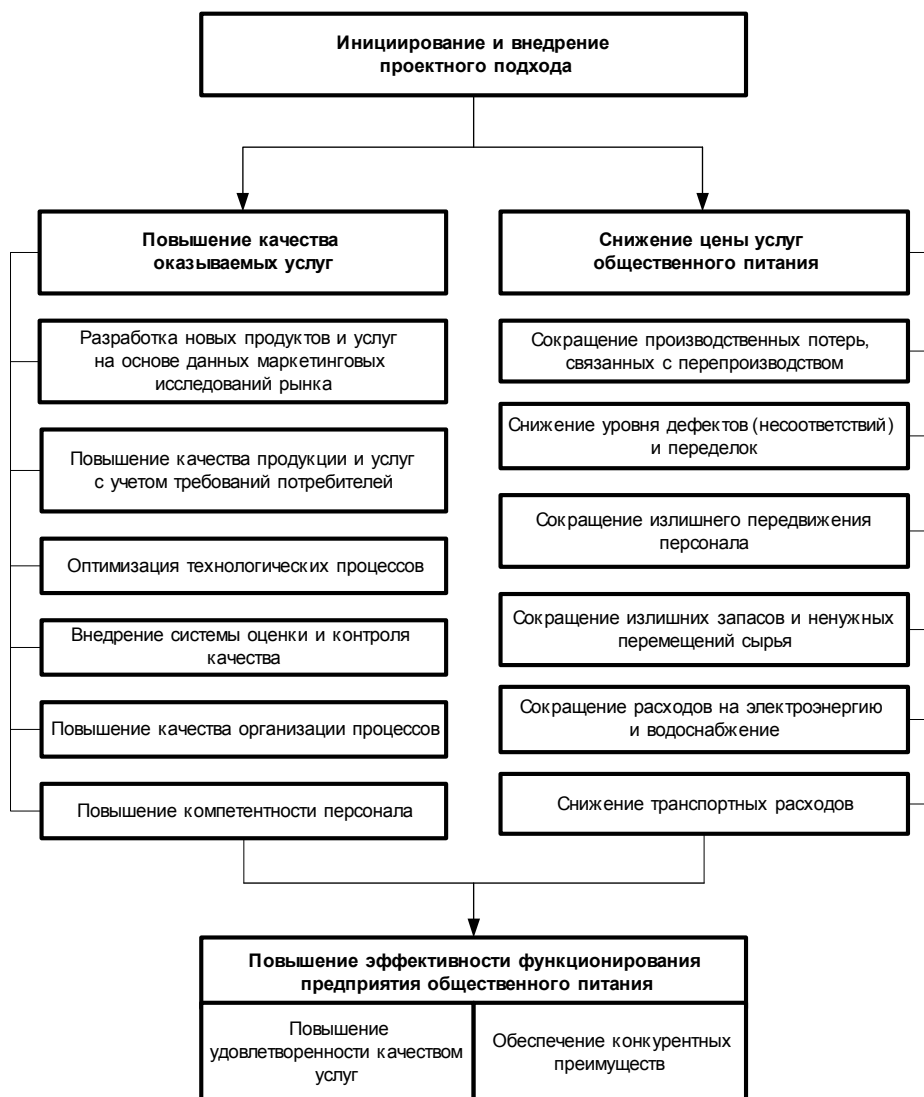 Инициирование и внедрение
проектного подхода
Повышение качества
оказываемых услуг
Разработка новых продуктов и услуг
на основе данных маркетинговых
исследований рынка
Повышение качества продукции и услуг
с учетом требований потребителей
Оптимизация технологических процессов
Внедрение системы оценки и контроля
качества
Повышение качества организации процессов
Повышение компетентности персонала
Снижение цены услуг
общественного питания
Сокращение производственных потерь,
связанных с перепроизводством
Снижение уровня дефектов (несоответствий)
и переделок
Сокращение излишнего передвижения
персонала
Сокращение излишних запасов и ненужных
перемещений сырья
Сокращение расходов на электроэнергию
и водоснабжение
Снижение транспортных расходов
Повышение эффективности функционирования
предприятия общественного питания
Повышение
удовлетворенности качеством
услуг
Обеспечение конкурентных
преимуществ